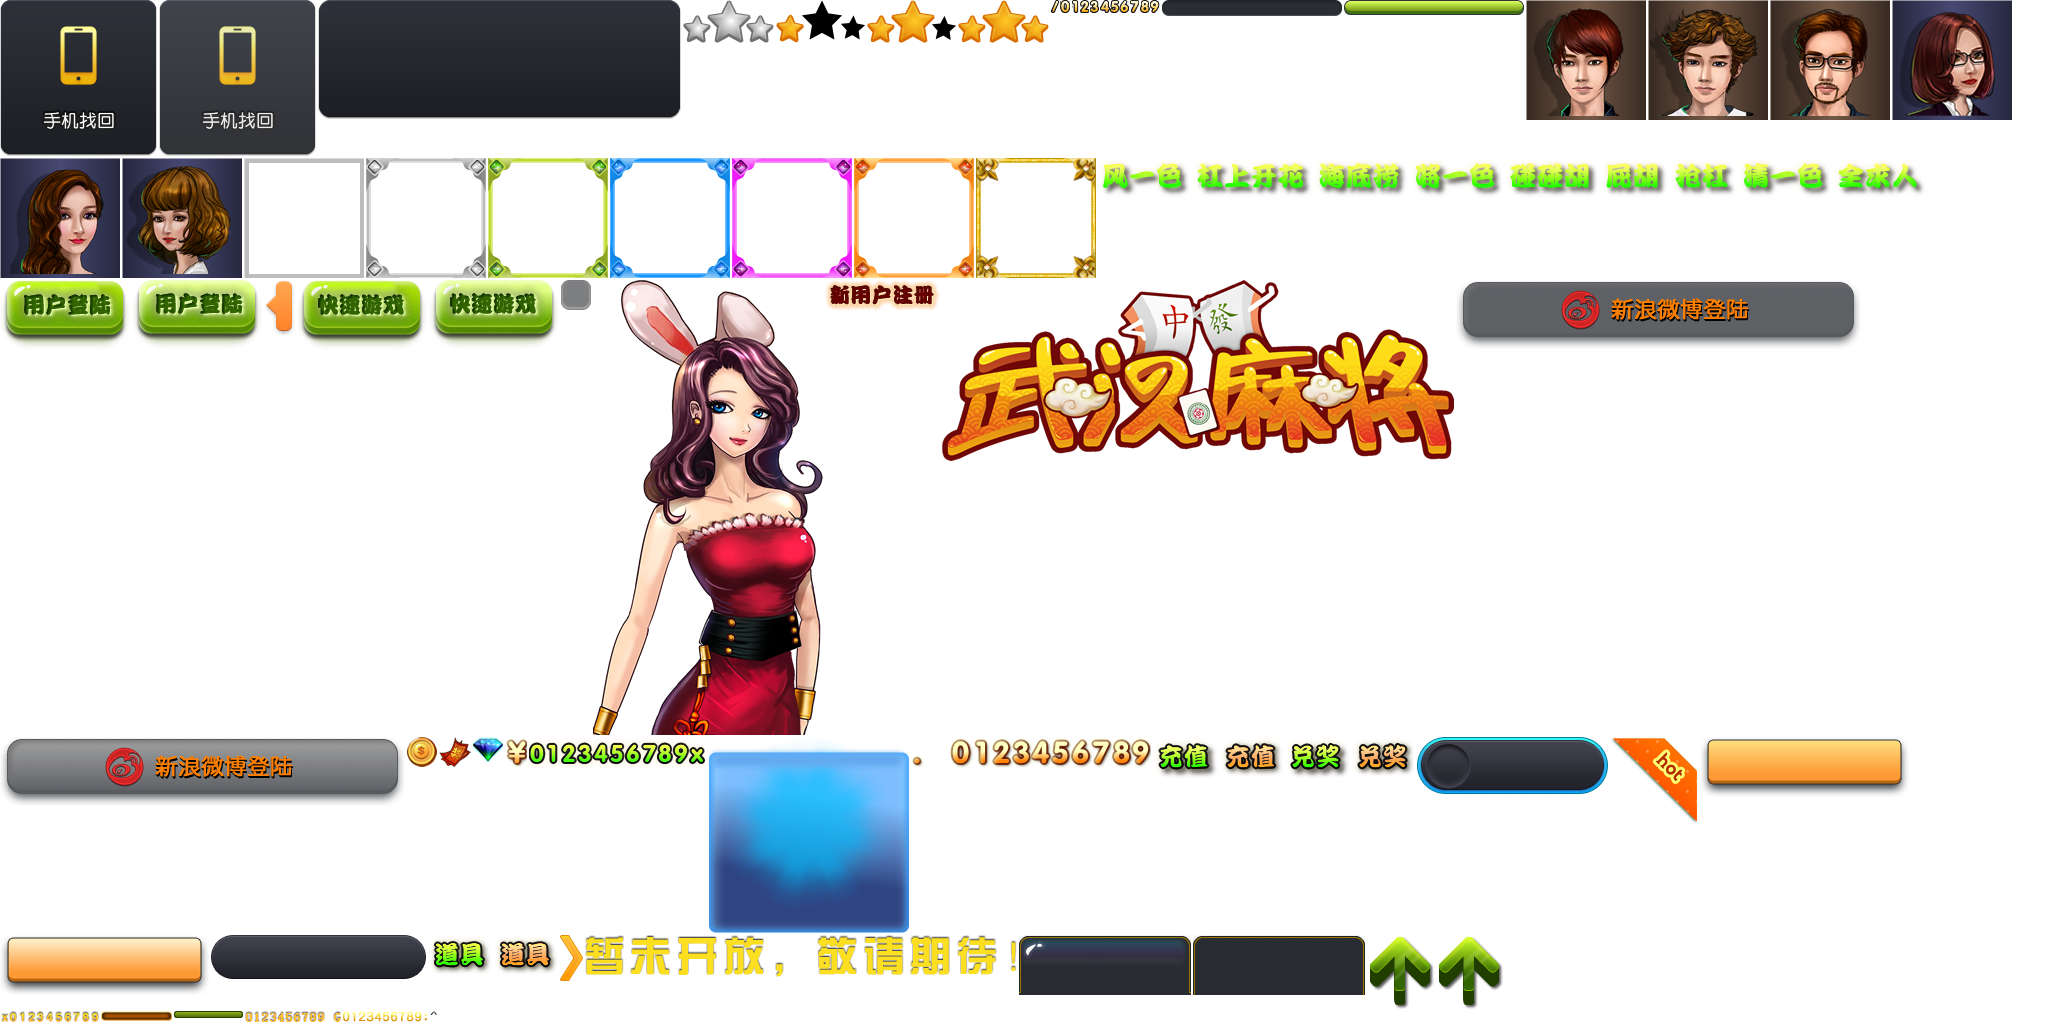 /0123456789
手机找回
手机找回
风一色 杠上开花 海底捞 将一色 碰碰胡 屁胡 抢杠 清一色 全求人
用户登陆
用户登陆
快速游戏
快速游戏
新用户注册
中
發
武汉麻将
新浪微博登陆
新浪微博登陆
¥0123456789x
.
0123456789
充值
充值
兑奖
兑奖
hot
道具
道具
暂未开放，敬请期待！
x0123456789
0123456789